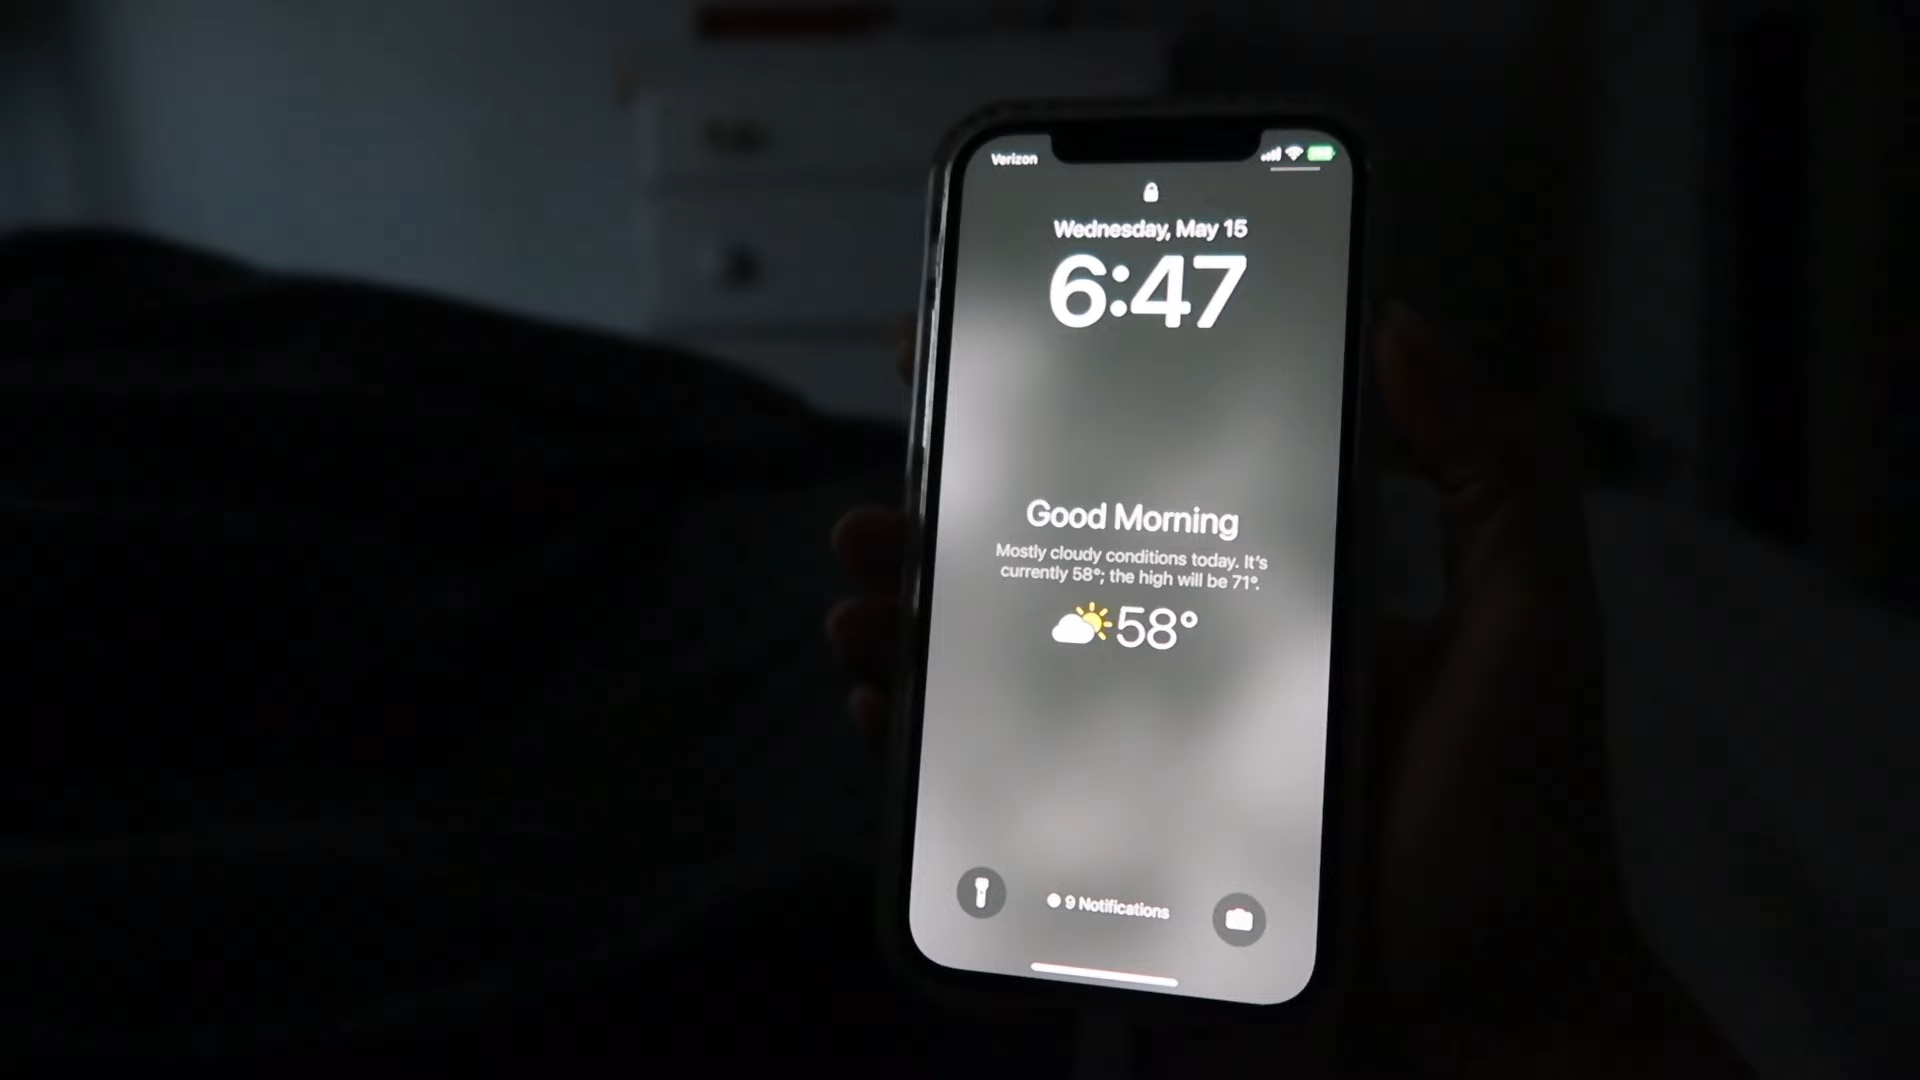 Verizon
Wednesday, May 15
6:47
Good Morning
Mostly cloudy conditions today. It's
currently 58°; the high will be 71°.
58°
9 Notifications